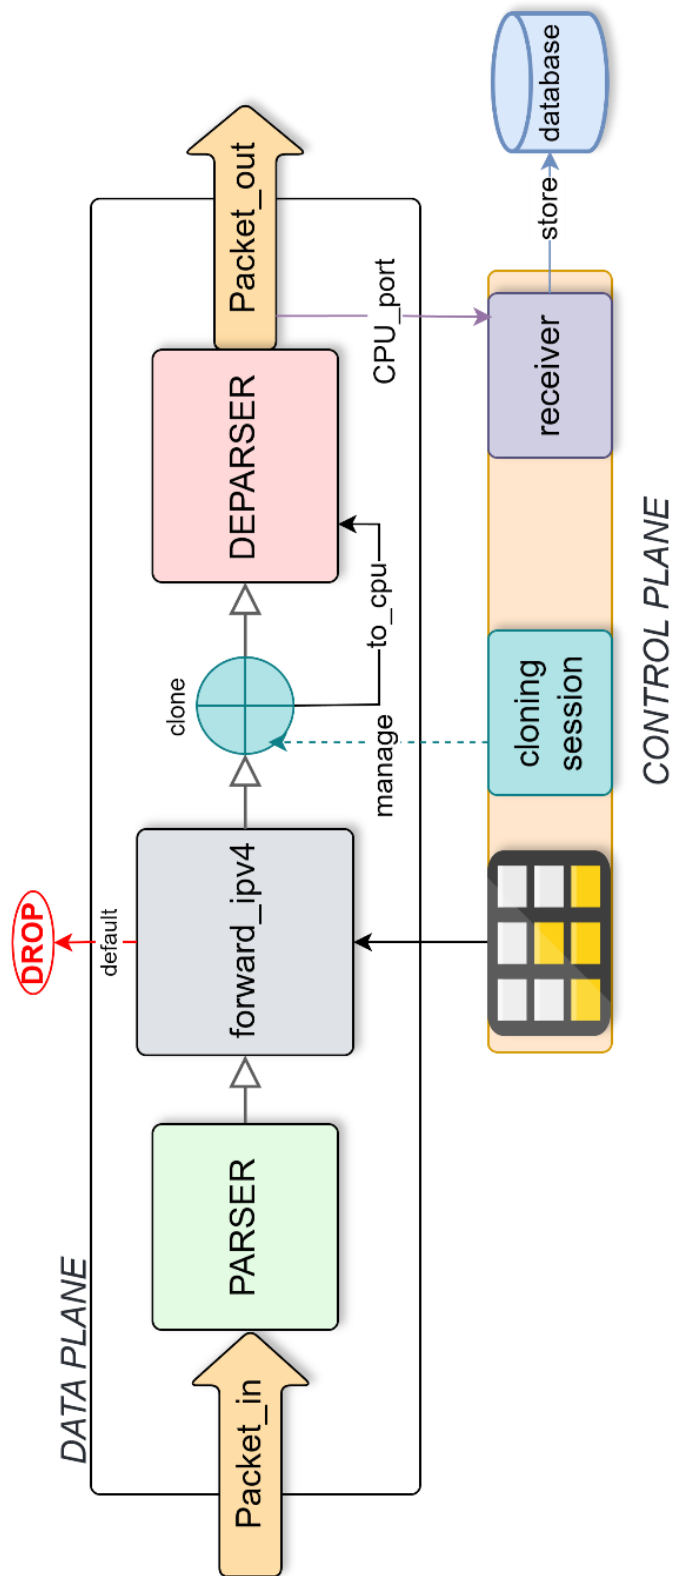 DATA PLANE
Packet_in
PARSER
forward_ipv4
default
DROP
clone
to_cpu
manage
DEPARSER
Packet_out
CPU_port
cloning
session
receiver
store
database
CONTROL PLANE